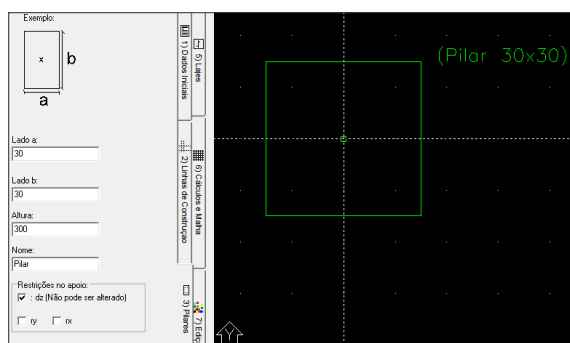 Exemplo:
x
b
a
Lado a:
30
Lado b:
30
Altura:
300
Nome:
Pilar
Restrições no apoio:
: dz (Não pode ser alterado)
ry
rx
1) Dados Iniciais
2) Linhas de Construçao
3) Pilares
5) Lajes
6) Cálculos e Malha
(Pilar 30x30)
Y